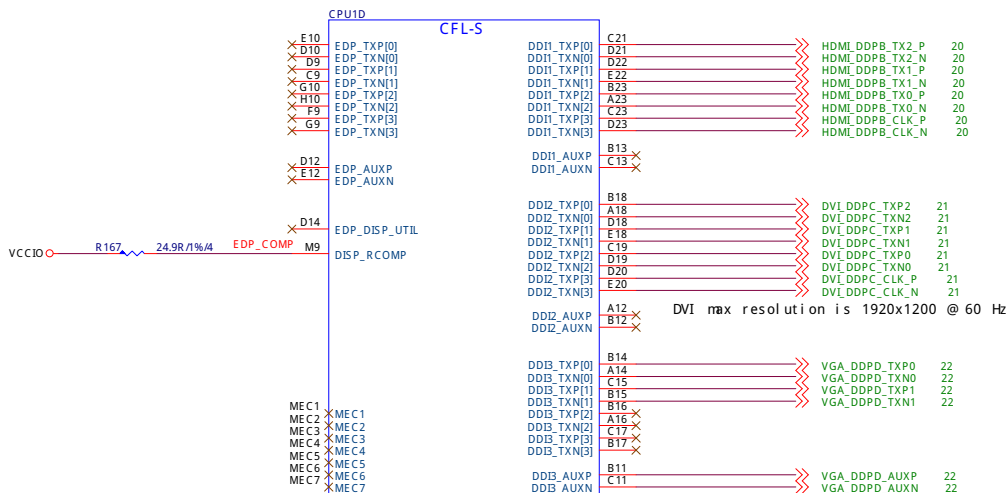 CPU1D
CFL-S
E10 EDP_TXP[0] DDI1_TXP[0] C21 HDMI_DDPB_TX2_P 20
D10 EDP_TXN[0] DDI1_TXN[0] D21 HDMI_DDPB_TX2_N 20
D9 EDP_TXP[1] DDI1_TXP[1] D22 HDMI_DDPB_TX1_P 20
C9 EDP_TXN[1] DDI1_TXN[1] E22 HDMI_DDPB_TX1_N 20
G10 EDP_TXP[2] DDI1_TXP[2] B23 HDMI_DDPB_TX0_P 20
H10 EDP_TXN[2] DDI1_TXN[2] A23 HDMI_DDPB_TX0_N 20
F9 EDP_TXP[3] DDI1_TXP[3] C23 HDMI_DDPB_CLK_P 20
G9 EDP_TXN[3] DDI1_TXN[3] D23 HDMI_DDPB_CLK_N 20
D12 EDP_AUXP DDI1_AUXP B13
E12 EDP_AUXN DDI1_AUXN C13
DDI2_TXP[0] B18 DVI_DDPC_TXP2 21
DDI2_TXN[0] A18 DVI_DDPC_TXN2 21
D14 EDP_DISP_UTIL DDI2_TXP[1] D18 DVI_DDPC_TXP1 21
DDI2_TXN[1] E18 DVI_DDPC_TXN1 21
VCCIO R167 24.9R/1%/4 EDP_COMP M9 DISP_RCOMP DDI2_TXP[2] C19 DVI_DDPC_TXP0 21
DDI2_TXN[2] D19 DVI_DDPC_TXN0 21
DDI2_TXP[3] D20 DVI_DDPC_CLK_P 21
DDI2_TXN[3] E20 DVI_DDPC_CLK_N 21
DDI2_AUXP A12 DVI max resolution is 1920x1200 @ 60 Hz
DDI2_AUXN B12
DDI3_TXP[0] B14 VGA_DDPD_TXP0 22
DDI3_TXN[0] A14 VGA_DDPD_TXN0 22
DDI3_TXP[1] C15 VGA_DDPD_TXP1 22
DDI3_TXN[1] B15 VGA_DDPD_TXN1 22
MEC1 MEC1 DDI3_TXP[2] B16
MEC2 MEC2 DDI3_TXN[2] A16
MEC3 MEC3 DDI3_TXP[3] C17
MEC4 MEC4 DDI3_TXN[3] B17
MEC5 MEC5
MEC6 MEC6 DDI3_AUXP B11 VGA_DDPD_AUXP 22
MEC7 MEC7 DDI3_AUXN C11 VGA_DDPD_AUXN 22